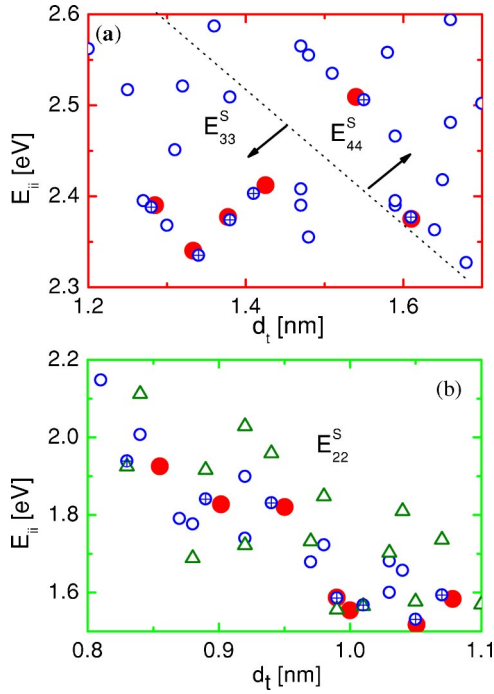 (a)
2.6
2.5
2.4
2.3
E_ii [eV]
E^S_33
E^S_44
1.2 1.4 1.6
d_t [nm]
(b)
2.2
2.0
1.8
1.6
E_ii [eV]
E^S_22
0.8 0.9 1.0 1.1
d_t [nm]